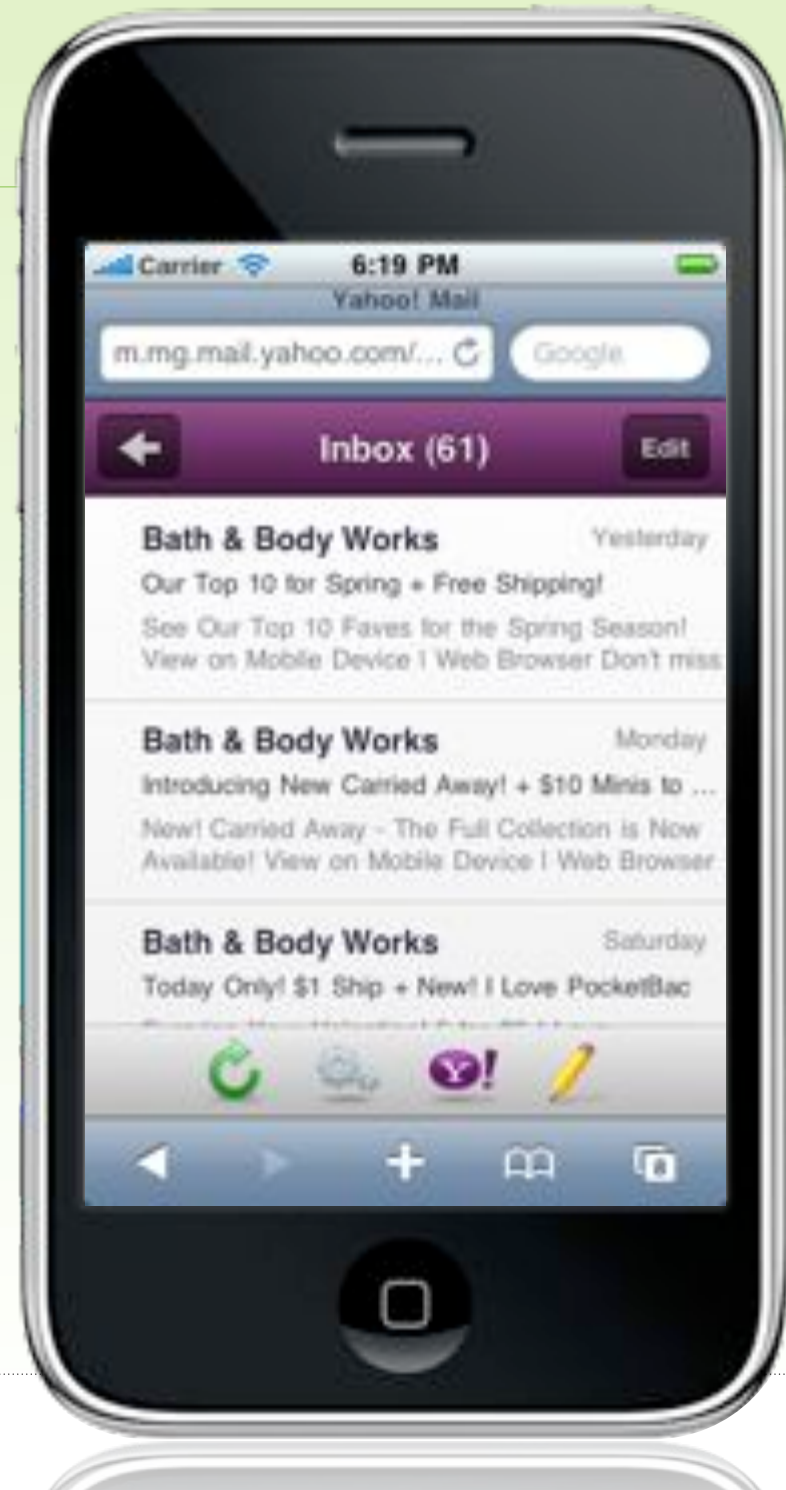 Carrier 6:19 PM
Yahoo! Mail
m.mg.mail.yahoo.com/... Google
Inbox (61) Edit
Bath & Body Works Yesterday
Our Top 10 for Spring + Free Shipping!
See Our Top 10 Faves for the Spring Season!
View on Mobile Device | Web Browser Don't miss
Bath & Body Works Monday
Introducing New Carried Away! + $10 Minis to ...
New! Carried Away - The Full Collection is Now
Available! View on Mobile Device | Web Browser
Bath & Body Works Saturday
Today Only! $1 Ship + New! I Love PocketBac
Y!
8